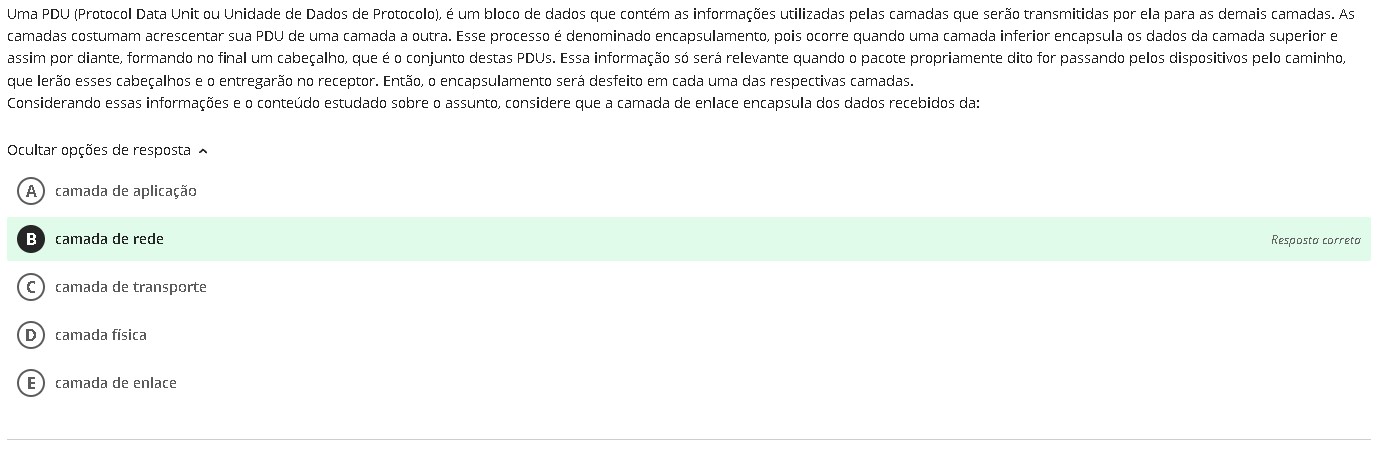 Uma PDU (Protocol Data Unit ou Unidade de Dados de Protocolo), é um bloco de dados que contém as informações utilizadas pelas camadas que serão transmitidas por ela para as demais camadas. As
camadas costumam acrescentar sua PDU de uma camada a outra. Esse processo é denominado encapsulamento, pois ocorre quando uma camada inferior encapsula os dados da camada superior e
assim por diante, formando no final um cabeçalho, que é o conjunto destas PDUs. Essa informação só será relevante quando o pacote propriamente dito for passando pelos dispositivos pelo caminho,
que lerão esses cabeçalhos e o entregarão no receptor. Então, o encapsulamento será desfeito em cada uma das respectivas camadas.
Considerando essas informações e o conteúdo estudado sobre o assunto, considere que a camada de enlace encapsula dos dados recebidos da:
Ocultar opções de resposta
A camada de aplicação
B camada de rede Resposta correta
C camada de transporte
D camada física
E camada de enlace